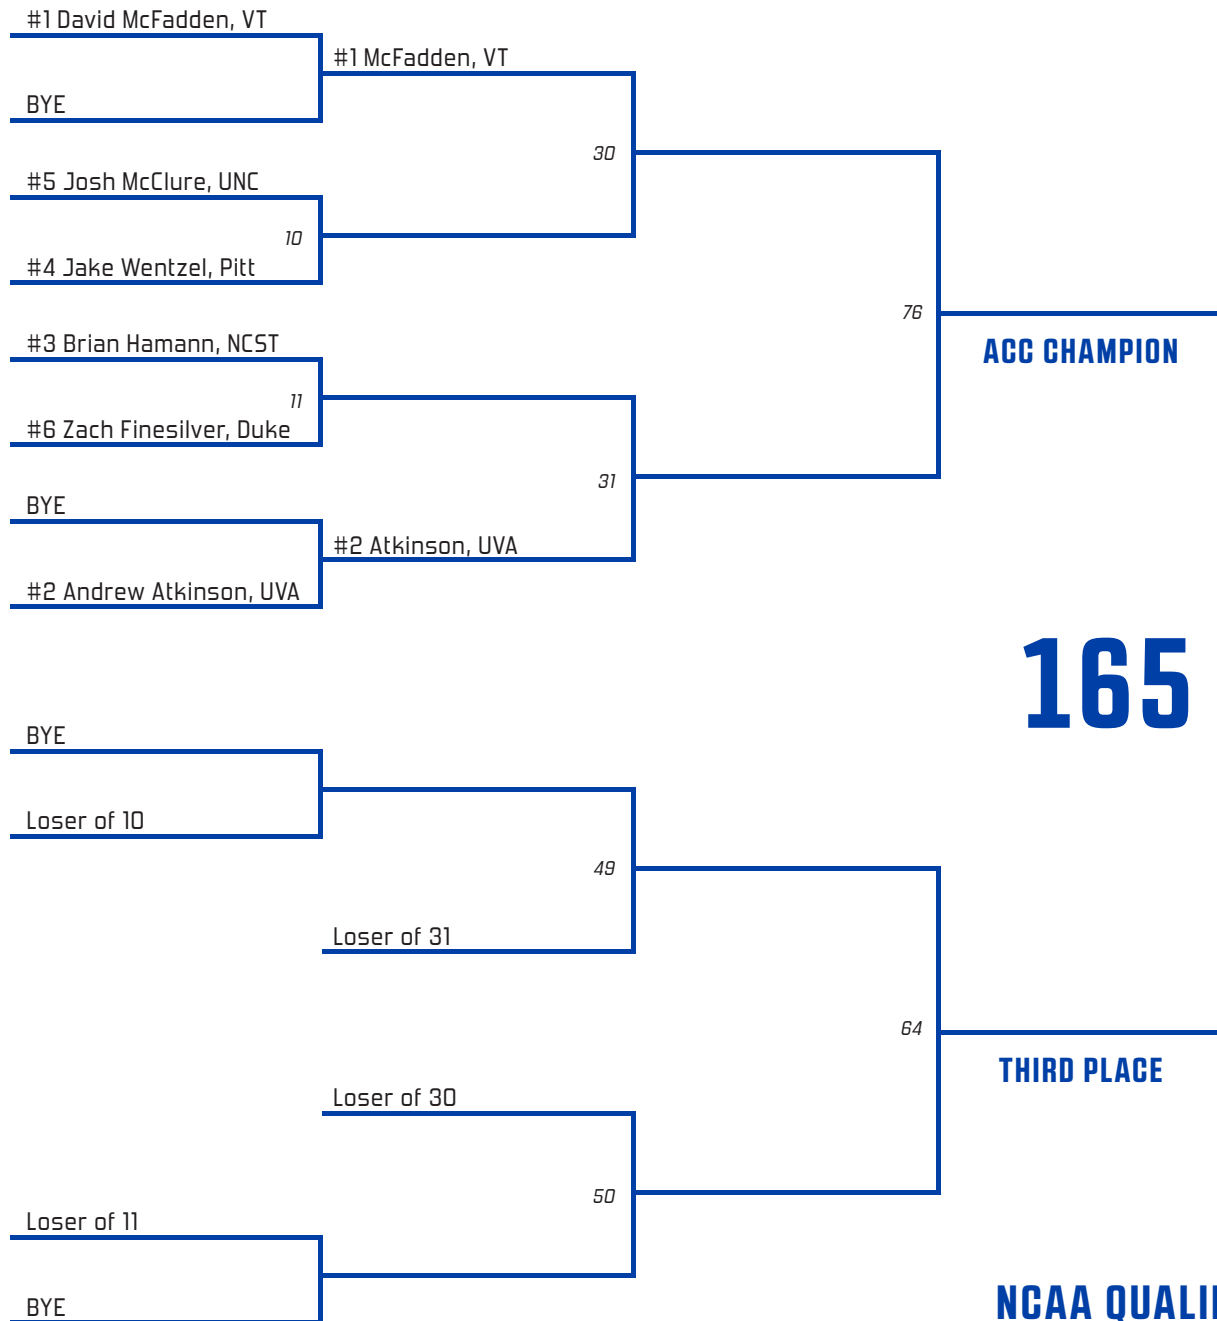 #1 David McFadden, VT
#1 McFadden, VT
BYE
30
#5 Josh McClure, UNC
10
#4 Jake Wentzel, Pitt
76
#3 Brian Hamann, NCST
ACC CHAMPION
11
#6 Zach Finesilver, Duke
31
BYE
#2 Atkinson, UVA
#2 Andrew Atkinson, UVA
165
BYE
Loser of 10
49
Loser of 31
64
THIRD PLACE
Loser of 30
50
Loser of 11
NCAA
BYE